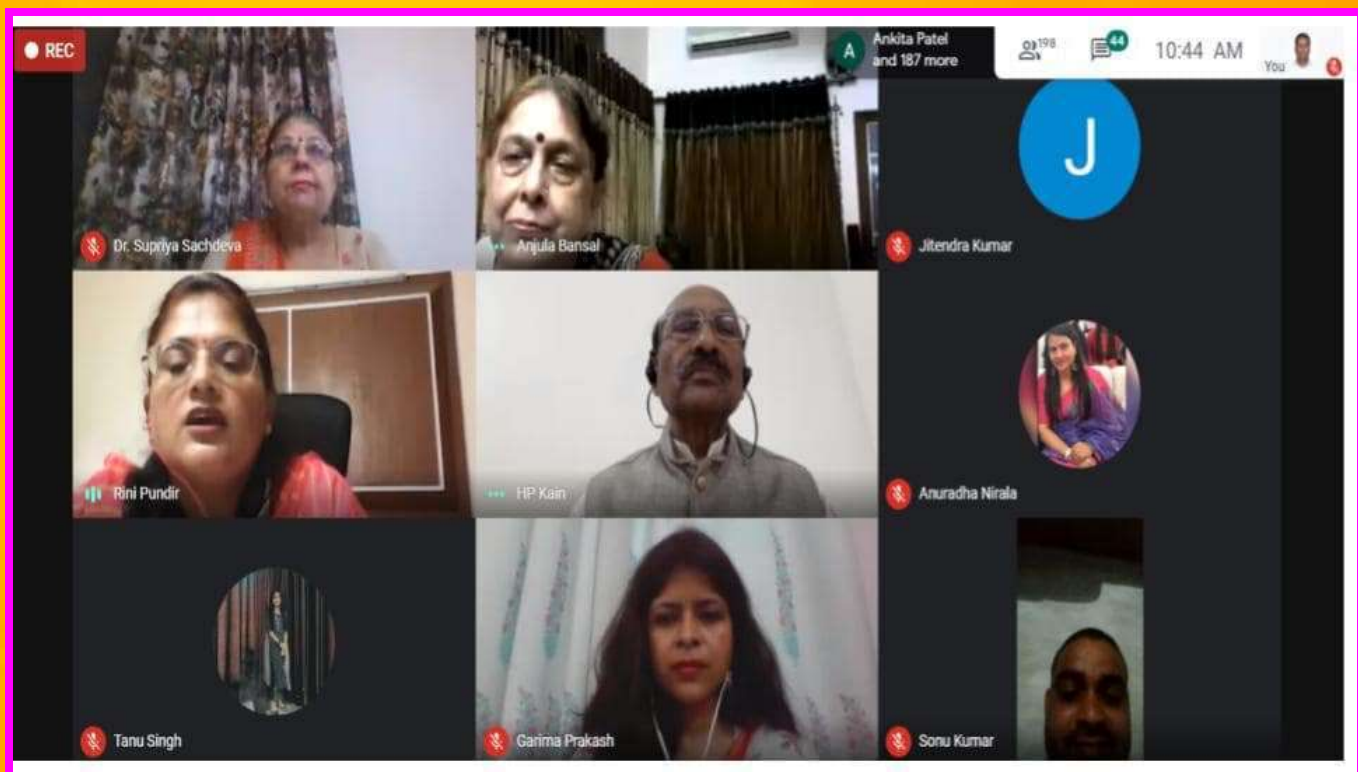 REC
Ankita Patel
and 187 more
A
198
44
10:44 AM
You
Dr. Supriya Sachdeva
Anjula Bansal
J
Jitendra Kumar
Rini Pundir
HP Kain
Anuradha Nirala
Tanu Singh
Garima Prakash
Sonu Kumar